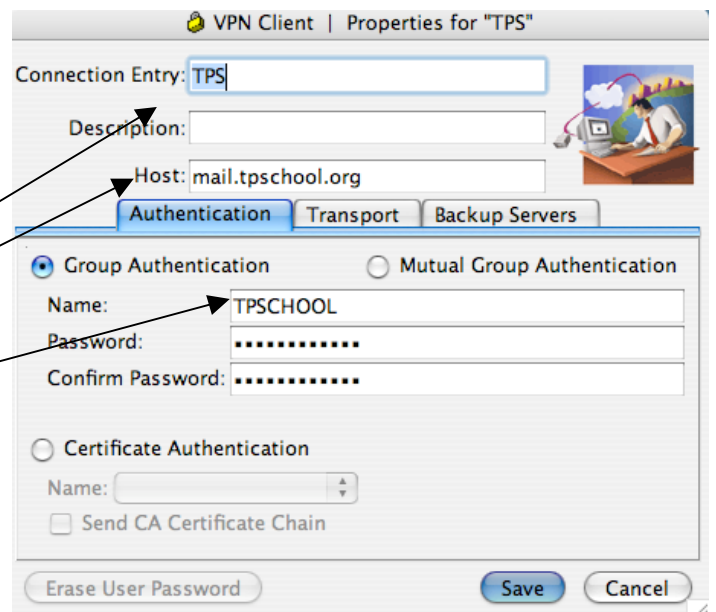 VPN Client | Properties for "TPS"
Connection Entry: TPS
Description:
Host: mail.tpschool.org
Authentication Transport Backup Servers
Group Authentication Mutual Group Authentication
Name: TPSCHOOL
Password: ••••••••••••
Confirm Password: ••••••••••••
Certificate Authentication
Name:
Send CA Certificate Chain
Erase User Password Save Cancel